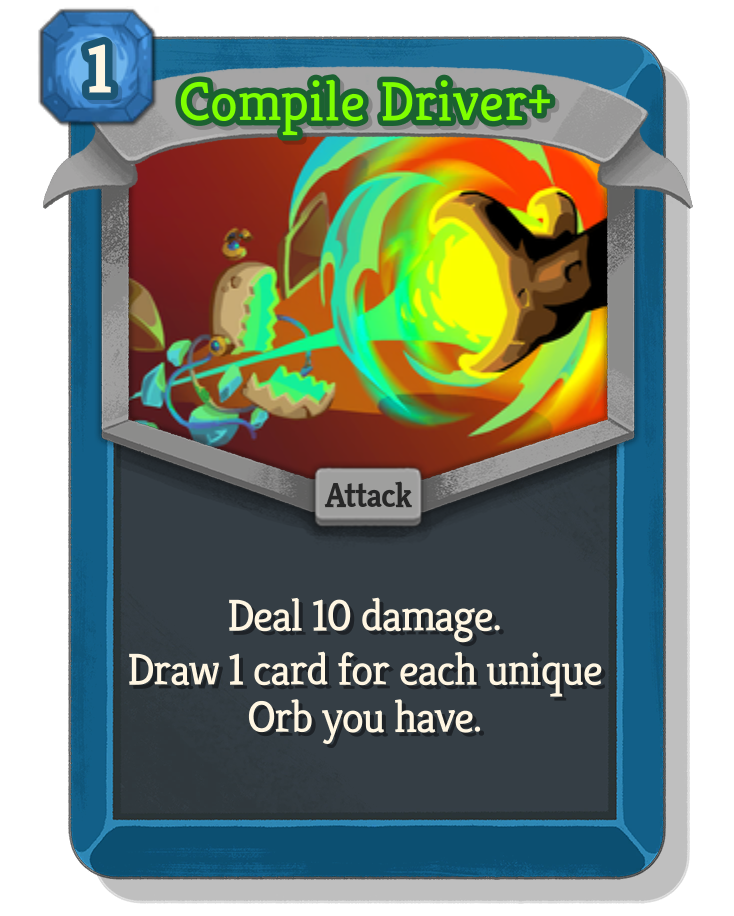 1
Compile Driver+
Attack
Deal 10 damage.
Draw 1 card for each unique
Orb you have.